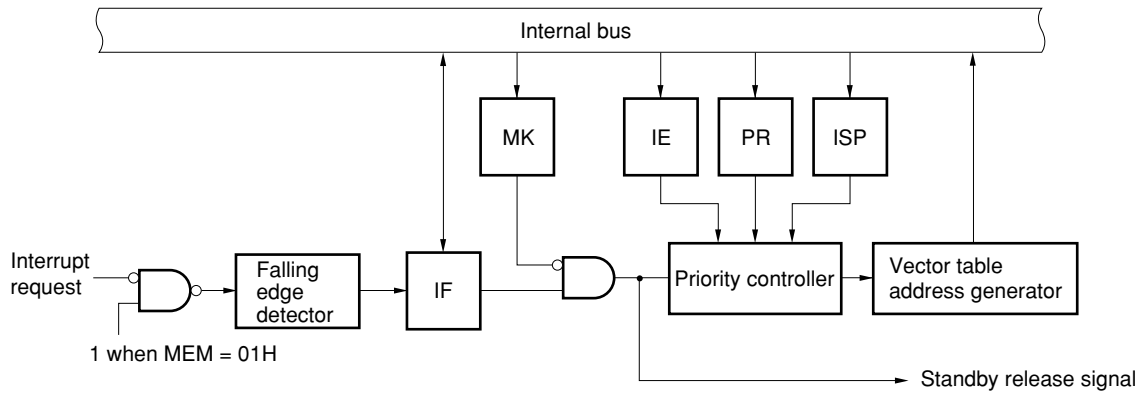 Internal bus
MK
IE
PR
ISP
Interrupt
request
Falling
edge
detector
IF
Priority controller
Vector table
address generator
1 when MEM = 01H
Standby release signal